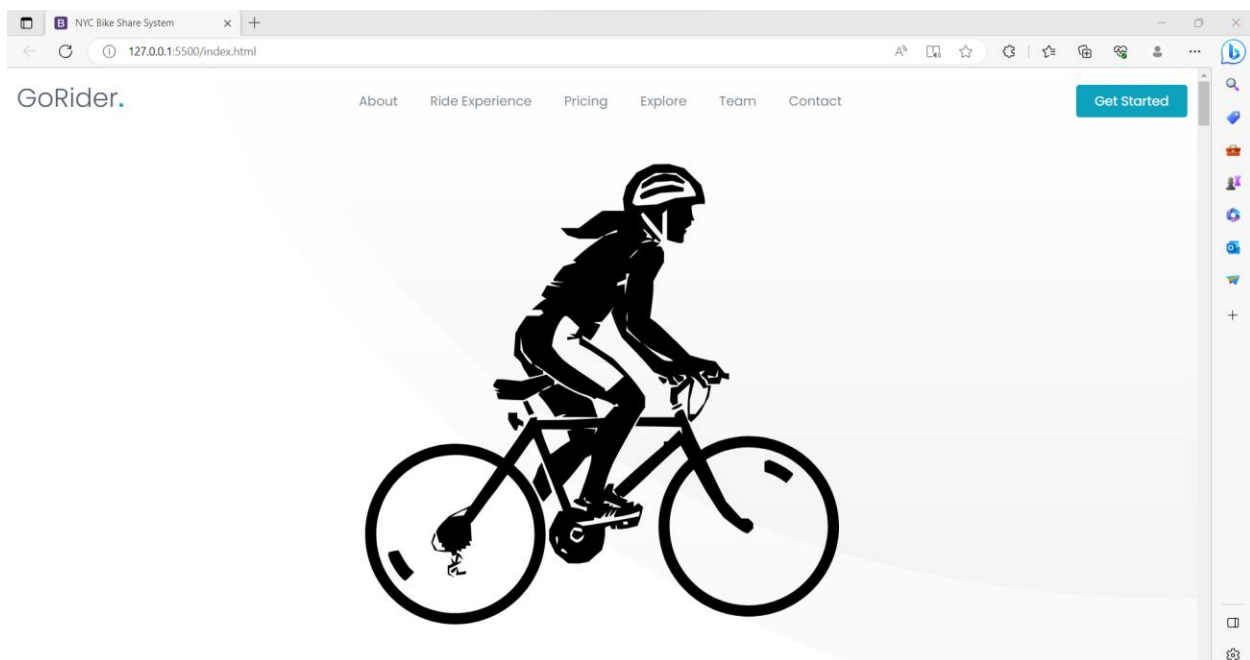 B NYC Bike Share System
127.0.0.1:5500/index.html
GoRider.
About Ride Experience Pricing Explore Team Contact
Get Started